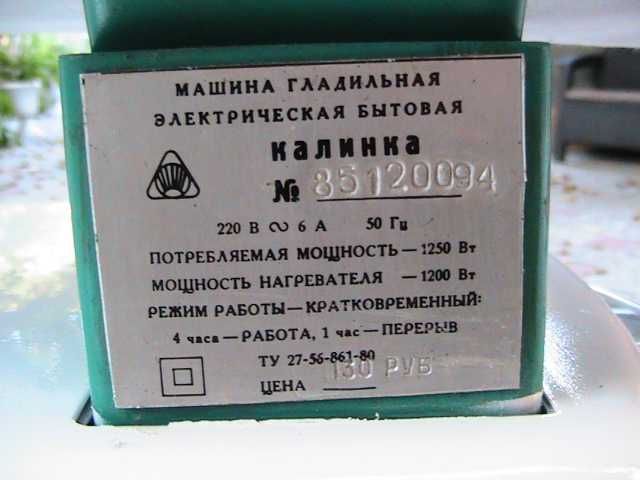 МАШИНА ГЛАДИЛЬНАЯ
ЭЛЕКТРИЧЕСКАЯ БЫТОВАЯ
КАЛИНКА
№ 85120094
220 В ∾ 6 А 50 Гц
ПОТРЕБЛЯЕМАЯ МОЩНОСТЬ — 1250 Вт
МОЩНОСТЬ НАГРЕВАТЕЛЯ — 1200 Вт
РЕЖИМ РАБОТЫ — КРАТКОВРЕМЕННЫЙ:
4 часа — РАБОТА, 1 час — ПЕРЕРЫВ
ТУ 27-56-861-80
ЦЕНА 130 РУБ